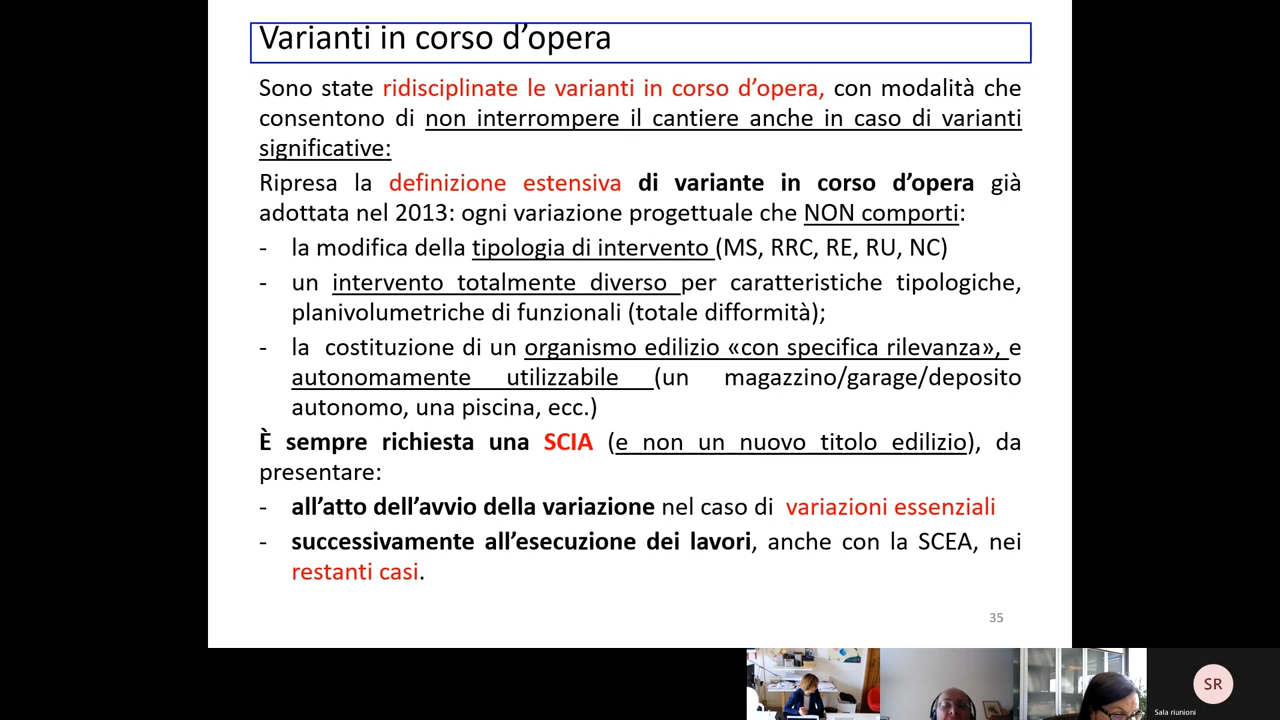 Varianti in corso d’opera
Sono state ridisciplinate le varianti in corso d’opera, con modalità che
consentono di non interrompere il cantiere anche in caso di varianti
significative:
Ripresa la definizione estensiva di variante in corso d’opera già
adottata nel 2013: ogni variazione progettuale che NON comporti:
- la modifica della tipologia di intervento (MS, RRC, RE, RU, NC)
- un intervento totalmente diverso per caratteristiche tipologiche,
planivolumetriche di funzionali (totale difformità);
- la costituzione di un organismo edilizio «con specifica rilevanza», e
autonomamente utilizzabile (un magazzino/garage/deposito
autonomo, una piscina, ecc.)
È sempre richiesta una SCIA (e non un nuovo titolo edilizio), da
presentare:
- all’atto dell’avvio della variazione nel caso di variazioni essenziali
- successivamente all’esecuzione dei lavori, anche con la SCEA, nei
restanti casi.
35
SR
Sala riunioni